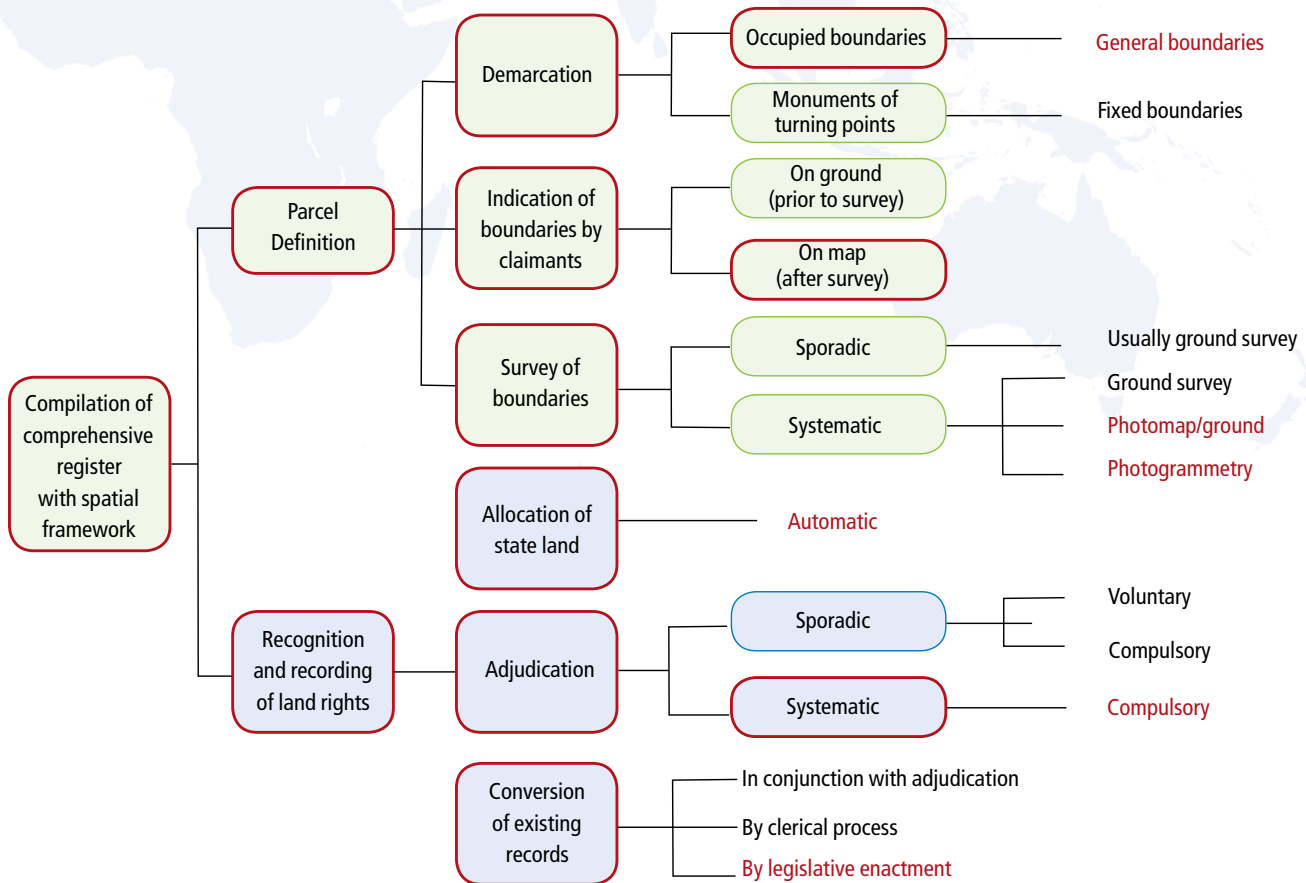 Compilation of
comprehensive
register
with spatial
framework
Parcel
Definition
Demarcation
Occupied boundaries
General boundaries
Monuments of
turning points
Fixed boundaries
Indication of
boundaries by
claimants
On ground
(prior to survey)
On map
(after survey)
Survey of
boundaries
Sporadic
Usually ground survey
Systematic
Ground survey
Photomap/ground
Photogrammetry
Recognition
and recording
of land rights
Allocation of
state land
Automatic
Adjudication
Sporadic
Voluntary
Compulsory
Systematic
Compulsory
Conversion
of existing
records
In conjunction with adjudication
By clerical process
By legislative enactment